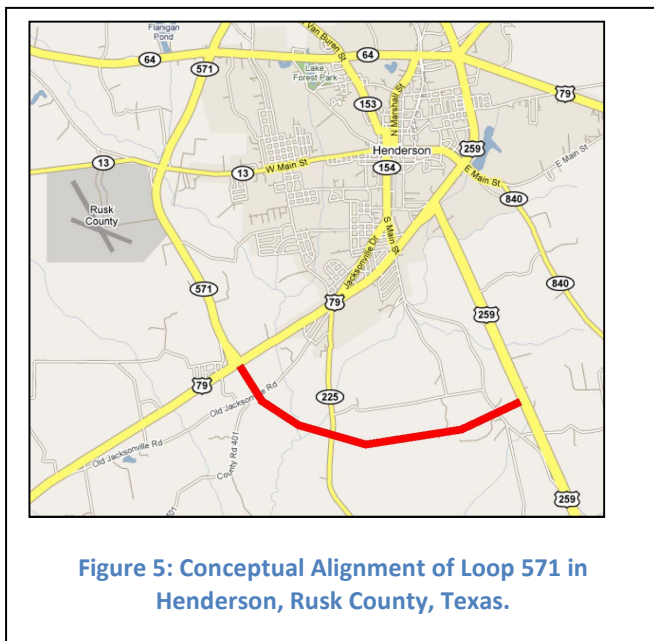 Flanigan
Pond
Van Buren St
64
571
Lake
Forest Park
64
79
153
N Marshall St
259
Henderson
13
W Main St
13
154
E Main St
E Main St
840
Rusk
County
S Main St
Jacksonville Dr
571
79
259
840
79
225
Old Jacksonville Rd
Old Jacksonville Rd
County Rd 401
401
259
Figure 5: Conceptual Alignment of Loop 571 in
Henderson, Rusk County, Texas.